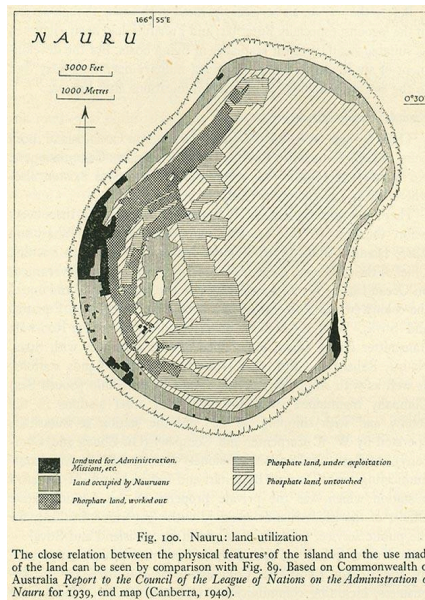 166° 55'E
NAURU
3000 Feet
1000 Metres
0°30'
land used for Administration,
Missions, etc.
land occupied by Nauruans
Phosphate land, worked out
Phosphate land, under exploitation
Phosphate land, untouched
Fig. 100. Nauru: land utilization
The close relation between the physical features of the island and the use mad
of the land can be seen by comparison with Fig. 89. Based on Commonwealth o
Australia Report to the Council of the League of Nations on the Administration
Nauru for 1939, end map (Canberra, 1940).